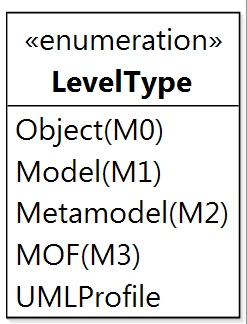 «enumeration»
LevelType
Object(M0)
Model(M1)
Metamodel(M2)
MOF(M3)
UMLProfile